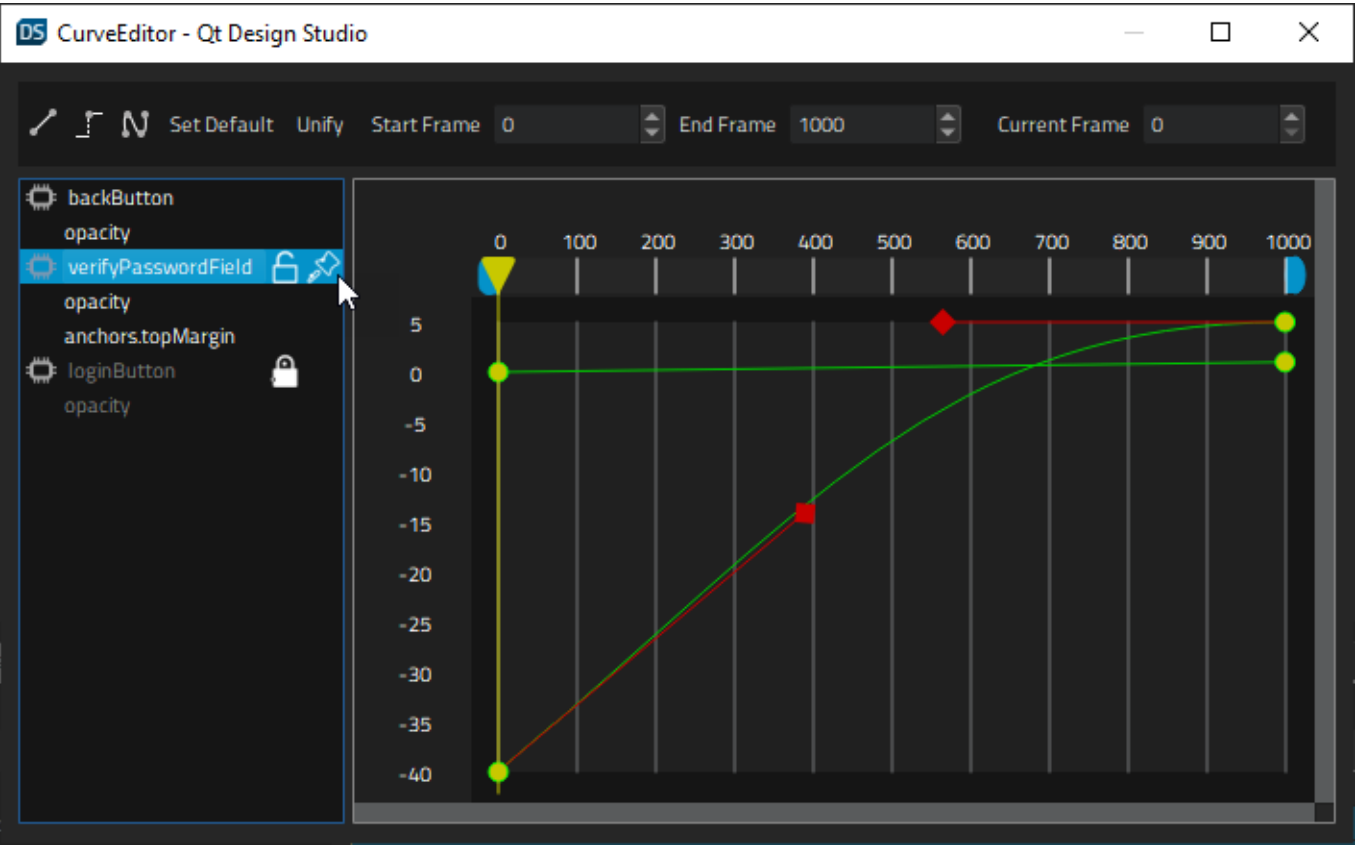 DS CurveEditor - Qt Design Studio
Set Default Unify Start Frame 0 End Frame 1000 Current Frame 0
backButton
opacity
verifyPasswordField
opacity
anchors.topMargin
loginButton
opacity
0 100 200 300 400 500 600 700 800 900 1000
5
0
-5
-10
-15
-20
-25
-30
-35
-40